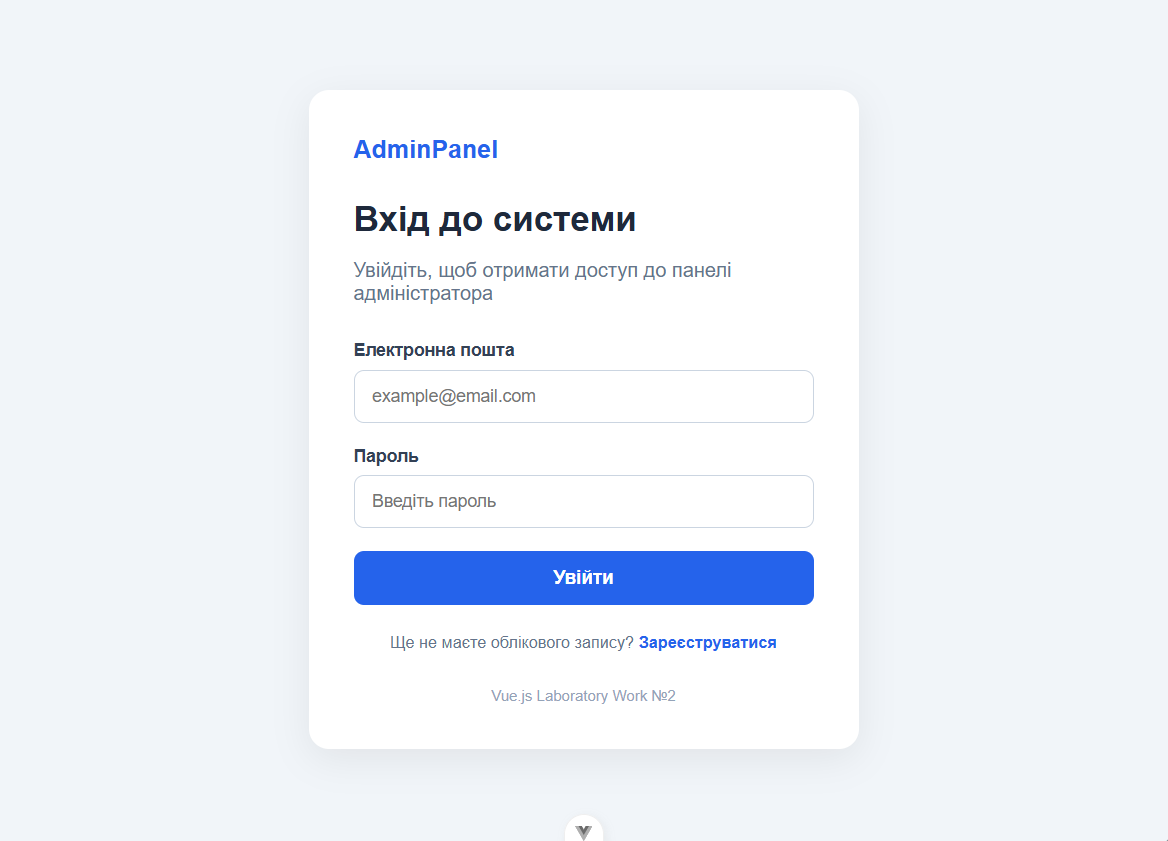 AdminPanel
Вхід до системи
Увійдіть, щоб отримати доступ до панелі
адміністратора
Електронна пошта
example@email.com
Пароль
Введіть пароль
Увійти
Ще не маєте облікового запису? Зареєструватися
Vue.js Laboratory Work №2